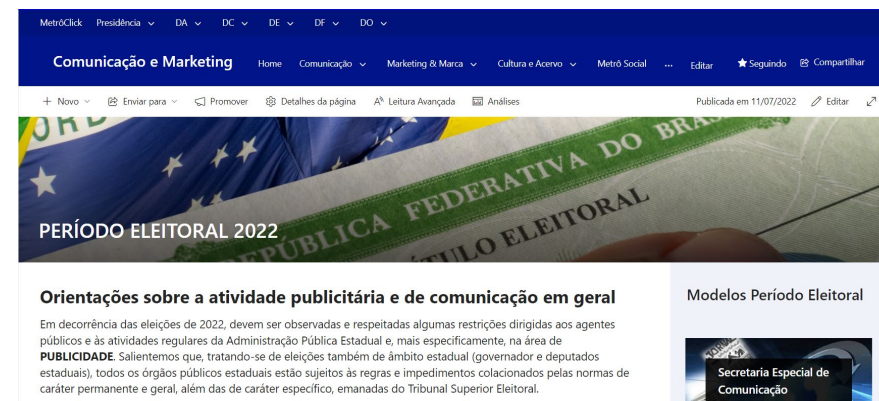 MetrôClick Presidência DA DC DE DF DO
Comunicação e Marketing Home Comunicação Marketing & Marca Cultura e Acervo Metrô Social ... Editar Seguindo Compartilhar
+ Novo Enviar para Promover Detalhes da página Leitura Avançada Análises Publicada em 11/07/2022 Editar
ORD
REPÚBLICA FEDERATIVA DO BRAS
TÍTULO ELEITORAL
PERÍODO ELEITORAL 2022
Orientações sobre a atividade publicitária e de comunicação em geral
Em decorrência das eleições de 2022, devem ser observadas e respeitadas algumas restrições dirigidas aos agentes
públicos e às atividades regulares da Administração Pública Estadual e, mais especificamente, na área de
PUBLICIDADE. Salientemos que, tratando-se de eleições também de âmbito estadual (governador e deputados
estaduais), todos os órgãos públicos estaduais estão sujeitos às regras e impedimentos colacionados pelas normas de
caráter permanente e geral, além das de caráter específico, emanadas do Tribunal Superior Eleitoral.
Modelos Período Eleitoral
Secretaria Especial de
Comunicação